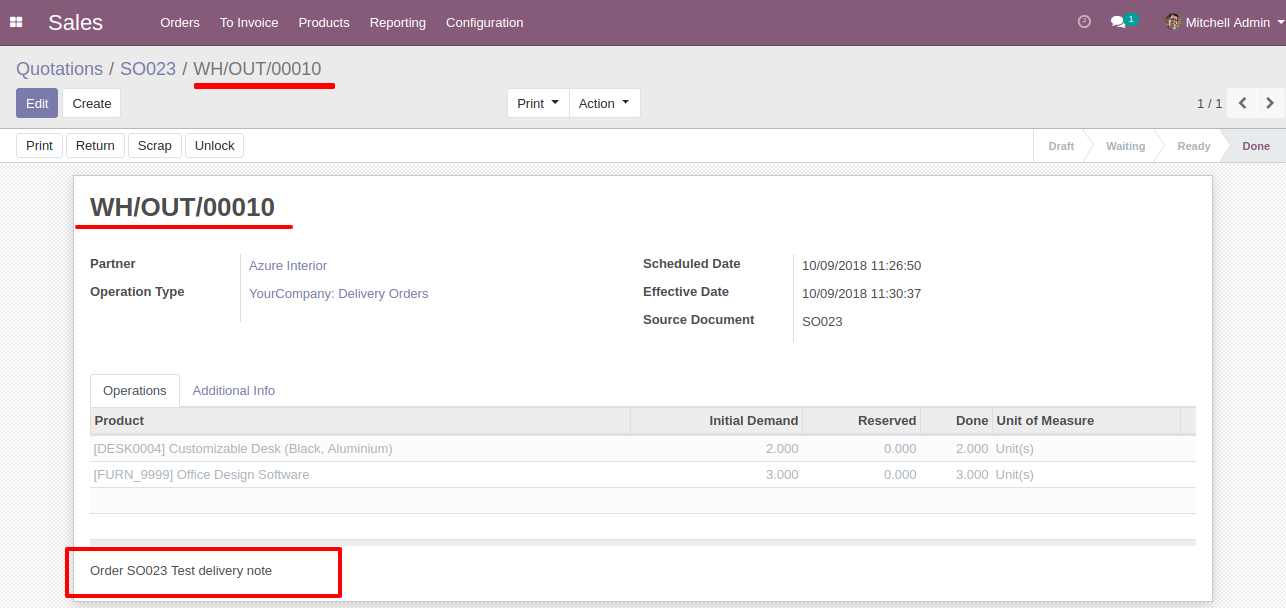 Sales Orders To Invoice Products Reporting Configuration 1 Mitchell Admin
Quotations / SO023 / WH/OUT/00010
Edit Create Print Action 1 / 1
Print Return Scrap Unlock Draft Waiting Ready Done
WH/OUT/00010
Partner Azure Interior Scheduled Date 10/09/2018 11:26:50
Operation Type YourCompany: Delivery Orders Effective Date 10/09/2018 11:30:37
Source Document SO023
Operations Additional Info
Product Initial Demand Reserved Done Unit of Measure
[DESK0004] Customizable Desk (Black, Aluminium) 2.000 0.000 2.000 Unit(s)
[FURN_9999] Office Design Software 3.000 0.000 3.000 Unit(s)
Order SO023 Test delivery note